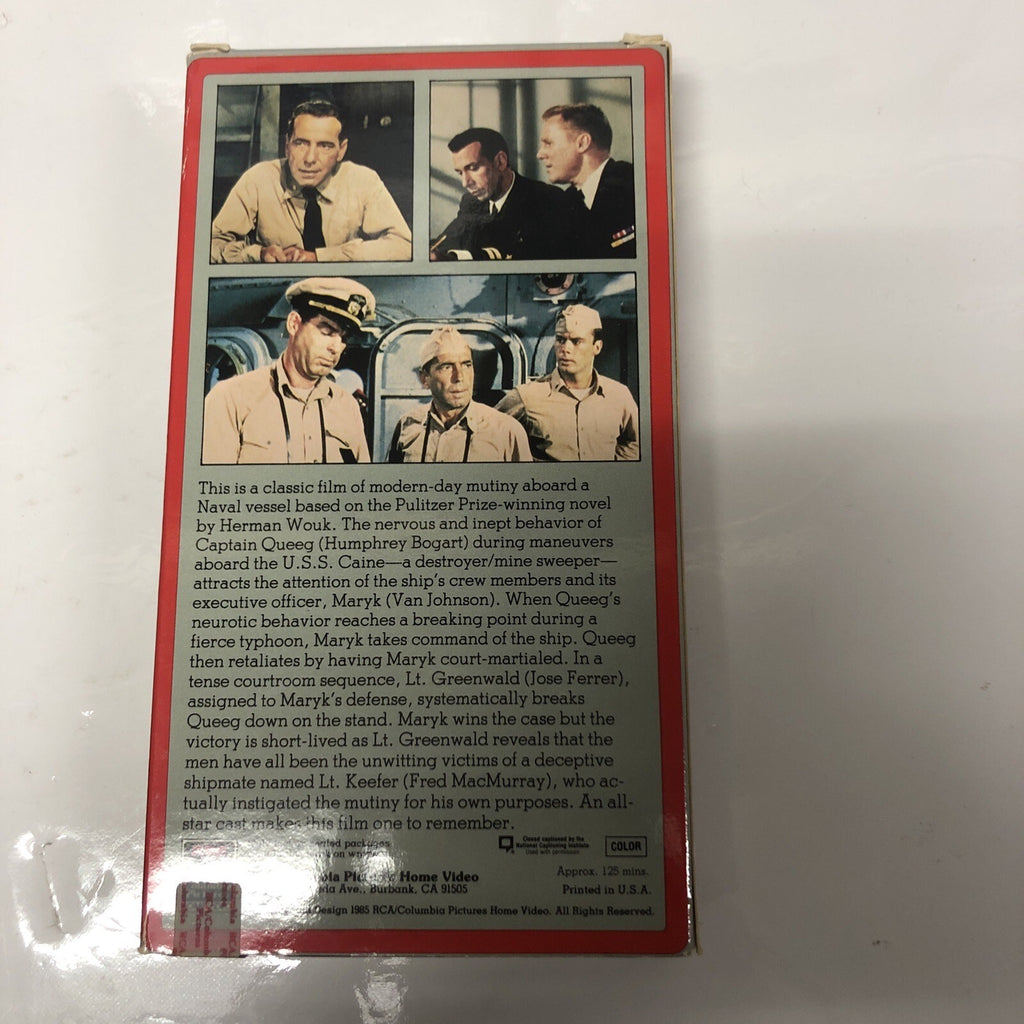 This is a classic film of modern-day mutiny aboard a
Naval vessel based on the Pulitzer Prize-winning novel
by Herman Wouk. The nervous and inept behavior of
Captain Queeg (Humphrey Bogart) during maneuvers
aboard the U.S.S. Caine—a destroyer/mine sweeper—
attracts the attention of the ship's crew members and its
executive officer, Maryk (Van Johnson). When Queeg's
neurotic behavior reaches a breaking point during a
fierce typhoon, Maryk takes command of the ship. Queeg
then retaliates by having Maryk court-martialed. In a
tense courtroom sequence, Lt. Greenwald (Jose Ferrer),
assigned to Maryk's defense, systematically breaks
Queeg down on the stand. Maryk wins the case but the
victory is short-lived as Lt. Greenwald reveals that the
men have all been the unwitting victims of a deceptive
shipmate named Lt. Keefer (Fred MacMurray), who ac-
tually instigated the mutiny for his own purposes. An all-
star cast makes this film one to remember.
packages
on
Closed captioned by the
National Captioning Institute
Used with permission
COLOR
Home Video
Ave., Burbank, CA 91505
Approx. 125 mins.
Printed in U.S.A.
Design 1985 RCA/Columbia Pictures Home Video. All Rights Reserved.